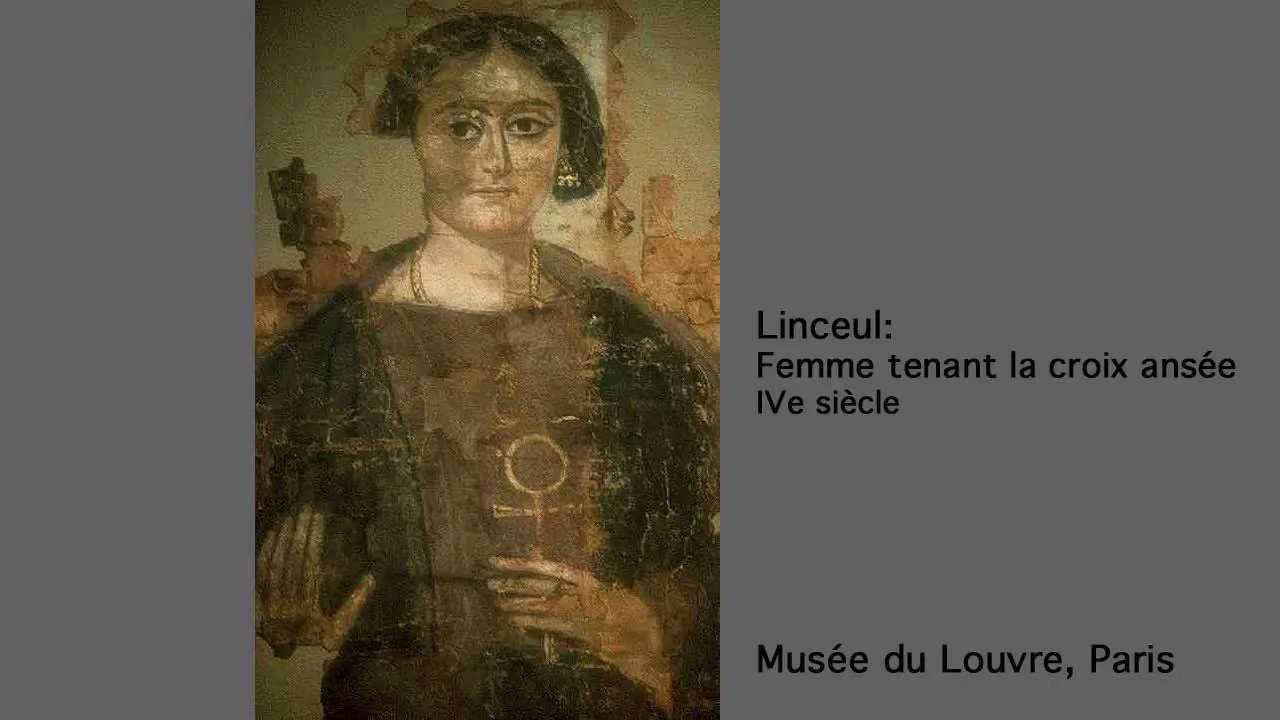 Linceul:
Femme tenant la croix ansée
IVe siècle
Musée du Louvre, Paris